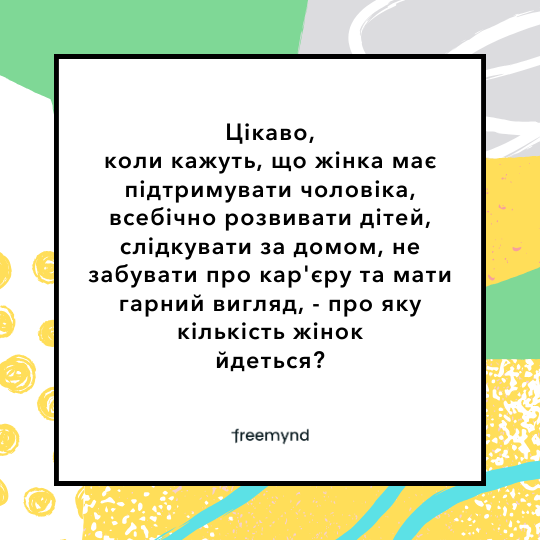 Цікаво,
коли кажуть, що жінка має
підтримувати чоловіка,
всебічно розвивати дітей,
слідкувати за домом, не
забувати про кар'єру та мати
гарний вигляд, - про яку
кількість жінок
йдеться?
freemynd